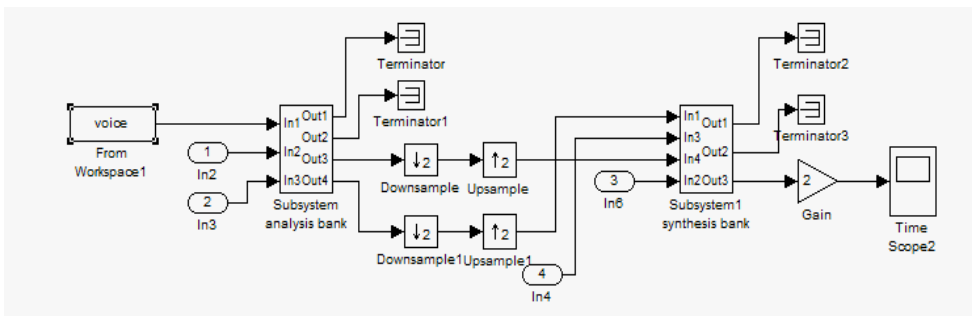 Terminator
Terminator1
voice
From
Workspace1
1
In2
2
In3
In1
In2
In3
Out1
Out2
Out3
Out4
Subsystem
analysis bank
↓2
Downsample
↑2
Upsample
↓2
Downsample1
↑2
Upsample1
4
In4
3
In6
In1
In3
In4
In2
Out1
Out2
Out3
Subsystem1
synthesis bank
Terminator2
Terminator3
2
Gain
Time
Scope2